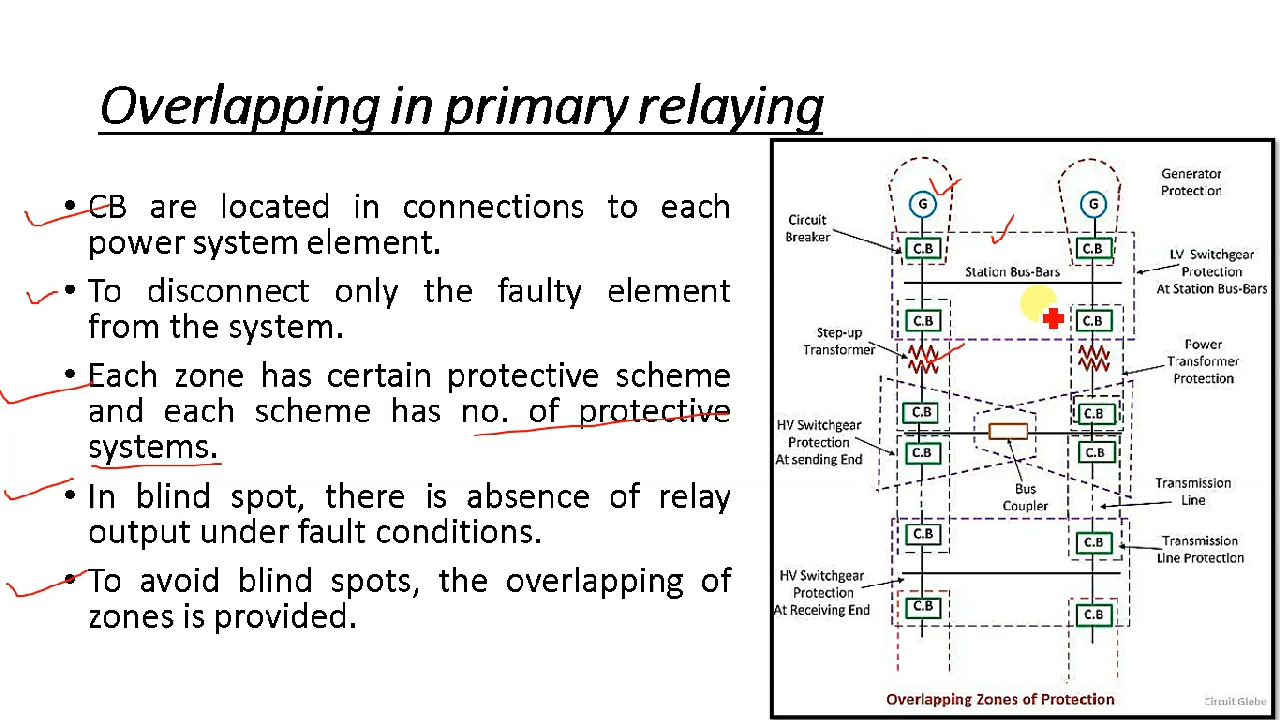 Overlapping in primary relaying
• CB are located in connections to each
power system element.
• To disconnect only the faulty element
from the system.
• Each zone has certain protective scheme
and each scheme has no. of protective
systems.
• In blind spot, there is absence of relay
output under fault conditions.
• To avoid blind spots, the overlapping of
zones is provided.
Generator
Protection
G
G
Circuit
Breaker
C.B
C.B
Station Bus-Bars
LV Switchgear
Protection
At Station Bus-Bars
C.B
C.B
Step-up
Transformer
Power
Transformer
Protection
C.B
C.B
HV Switchgear
Protection
At sending End
C.B
C.B
Bus
Coupler
Transmission
Line
C.B
C.B
Transmission
Line Protection
HV Switchgear
Protection
At Receiving End
C.B
C.B
Overlapping Zones of Protection
Circuit Globe